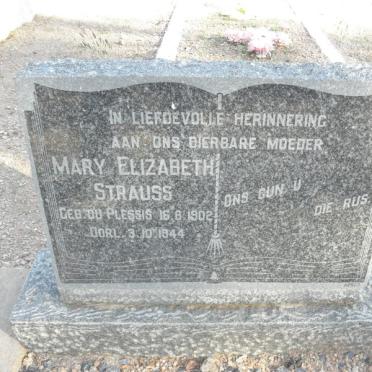 IN LIEFDEVOLLE HERINNERING
AAN ONS DIERBARE MOEDER
MARY ELIZABETH
STRAUSS
GEB. DU PLESSIS 16.6.1902
OORL. 3.10.1944
ONS GUN U
DIE RUS